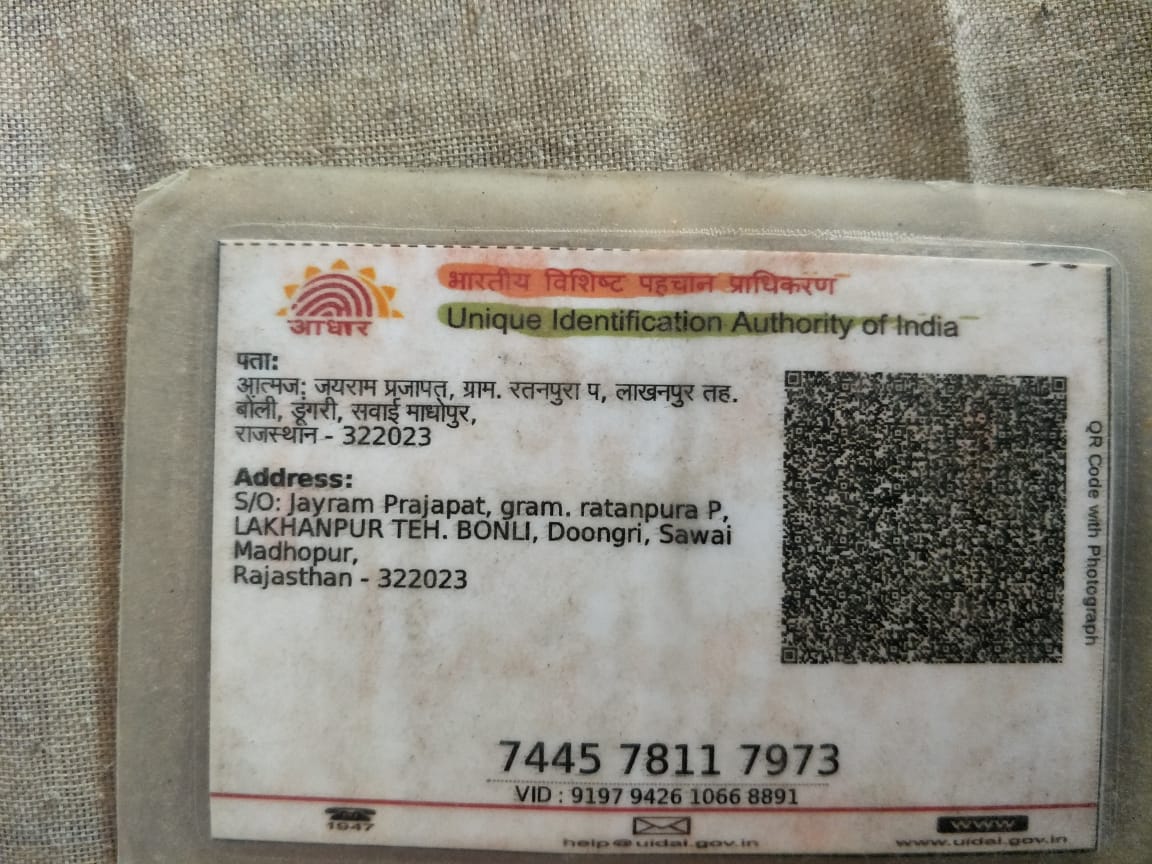 आधार
भारतीय विशिष्ट पहचान प्राधिकरण
Unique Identification Authority of India
पता:
आत्मज: जयराम प्रजापत, ग्राम. रतनपुरा प, लाखनपुर तह.
बोंली, डूंगरी, सवाई माधोपुर,
राजस्थान - 322023
Address:
S/O: Jayram Prajapat, gram. ratanpura P,
LAKHANPUR TEH. BONLI, Doongri, Sawai
Madhopur,
Rajasthan - 322023
QR Code with Photograph
7445 7811 7973
VID : 9197 9426 1066 8891
1947
help@uidai.gov.in
www
www.uidai.gov.in